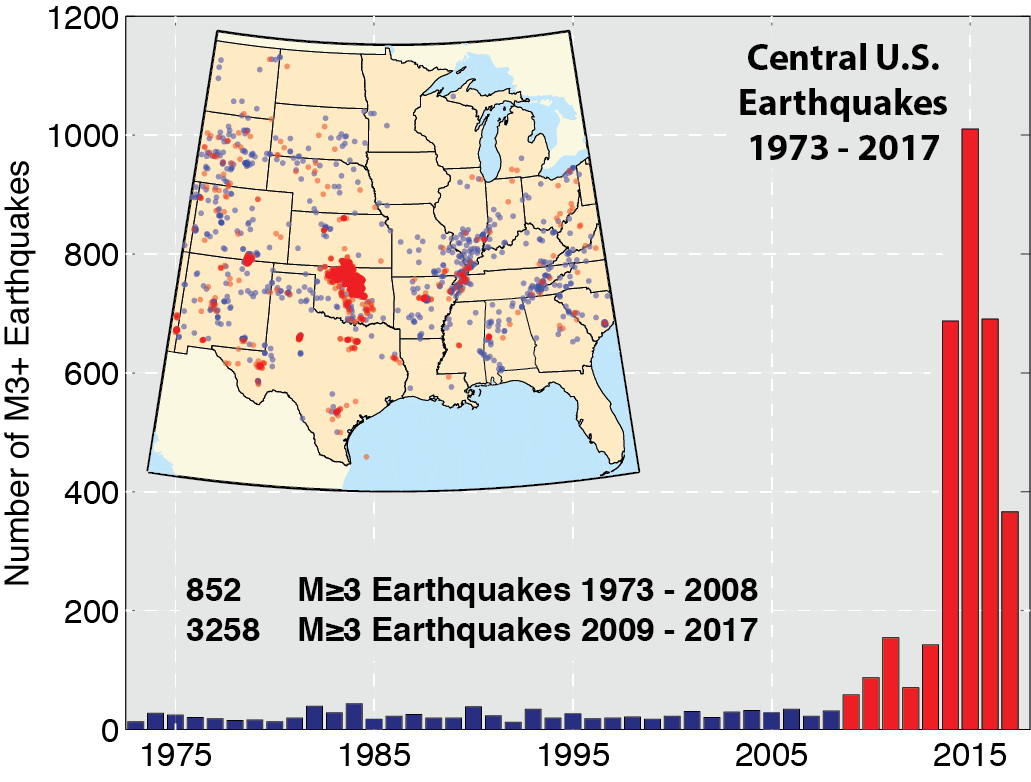 1200
1000
800
600
400
200
0
Number of M3+ Earthquakes
Central U.S.
Earthquakes
1973 - 2017
852 M≥3 Earthquakes 1973 - 2008
3258 M≥3 Earthquakes 2009 - 2017
1975 1985 1995 2005 2015